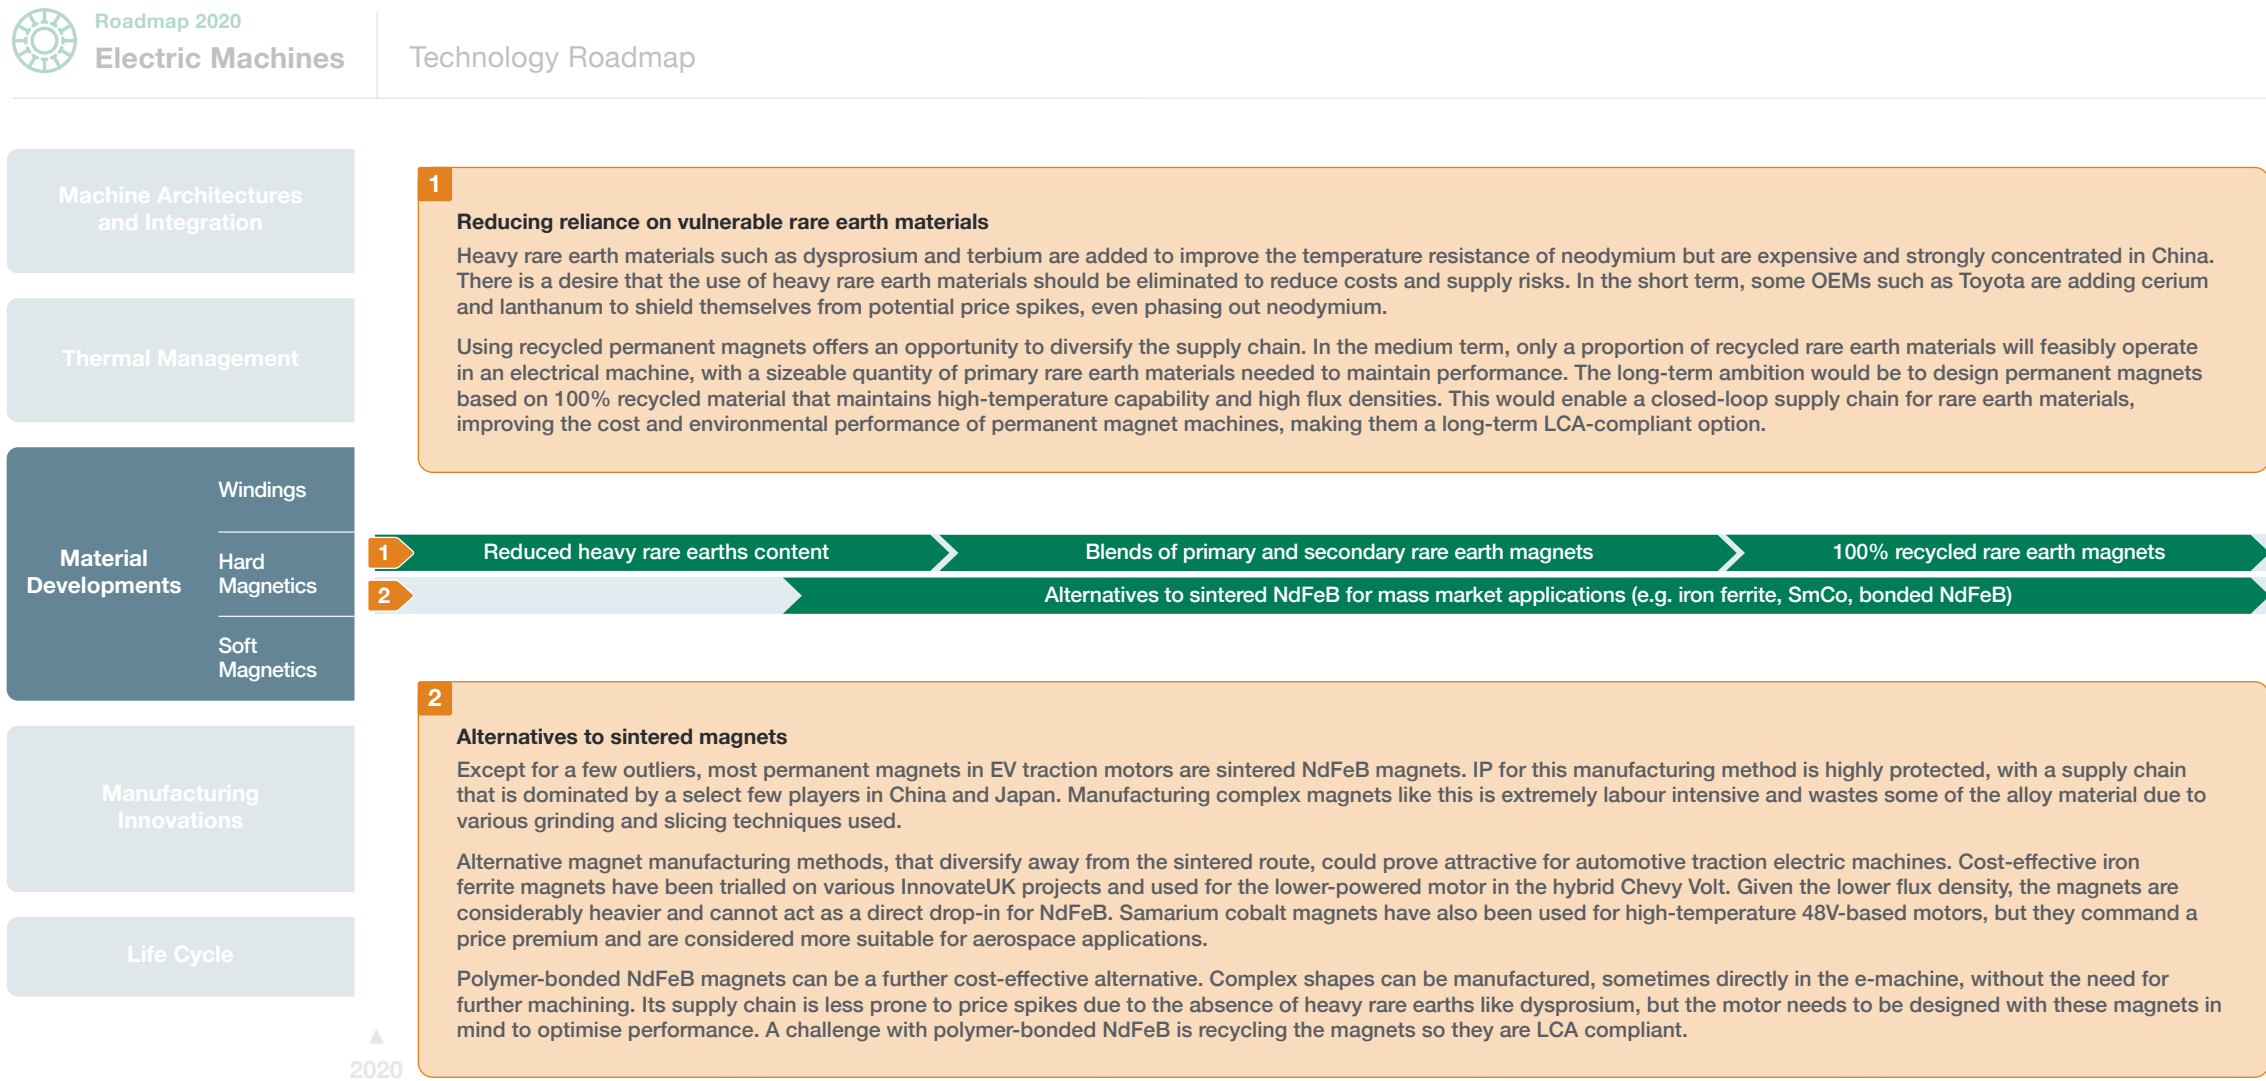 Roadmap 2020
Electric Machines
Technology Roadmap
Machine Architectures
and Integration
Thermal Management
Material
Developments
Windings
Hard
Magnetics
Soft
Magnetics
Manufacturing
Innovations
Life Cycle
1
Reducing reliance on vulnerable rare earth materials
Heavy rare earth materials such as dysprosium and terbium are added to improve the temperature resistance of neodymium but are expensive and strongly concentrated in China.
There is a desire that the use of heavy rare earth materials should be eliminated to reduce costs and supply risks. In the short term, some OEMs such as Toyota are adding cerium
and lanthanum to shield themselves from potential price spikes, even phasing out neodymium.
Using recycled permanent magnets offers an opportunity to diversify the supply chain. In the medium term, only a proportion of recycled rare earth materials will feasibly operate
in an electrical machine, with a sizeable quantity of primary rare earth materials needed to maintain performance. The long-term ambition would be to design permanent magnets
based on 100% recycled material that maintains high-temperature capability and high flux densities. This would enable a closed-loop supply chain for rare earth materials,
improving the cost and environmental performance of permanent magnet machines, making them a long-term LCA-compliant option.
1
Reduced heavy rare earths content
Blends of primary and secondary rare earth magnets
100% recycled rare earth magnets
2
Alternatives to sintered NdFeB for mass market applications (e.g. iron ferrite, SmCo, bonded NdFeB)
2
Alternatives to sintered magnets
Except for a few outliers, most permanent magnets in EV traction motors are sintered NdFeB magnets. IP for this manufacturing method is highly protected, with a supply chain
that is dominated by a select few players in China and Japan. Manufacturing complex magnets like this is extremely labour intensive and wastes some of the alloy material due to
various grinding and slicing techniques used.
Alternative magnet manufacturing methods, that diversify away from the sintered route, could prove attractive for automotive traction electric machines. Cost-effective iron
ferrite magnets have been trialled on various InnovateUK projects and used for the lower-powered motor in the hybrid Chevy Volt. Given the lower flux density, the magnets are
considerably heavier and cannot act as a direct drop-in for NdFeB. Samarium cobalt magnets have also been used for high-temperature 48V-based motors, but they command a
price premium and are considered more suitable for aerospace applications.
Polymer-bonded NdFeB magnets can be a further cost-effective alternative. Complex shapes can be manufactured, sometimes directly in the e-machine, without the need for
further machining. Its supply chain is less prone to price spikes due to the absence of heavy rare earths like dysprosium, but the motor needs to be designed with these magnets in
mind to optimise performance. A challenge with polymer-bonded NdFeB is recycling the magnets so they are LCA compliant.
2020